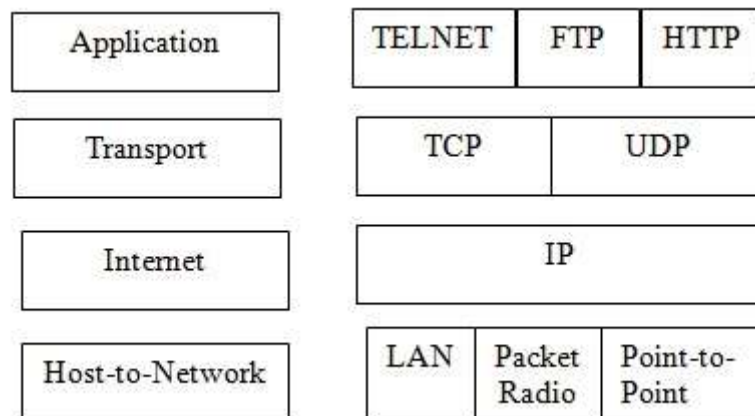 Application
TELNET FTP HTTP
Transport
TCP UDP
Internet
IP
Host-to-Network
LAN Packet Radio Point-to-Point